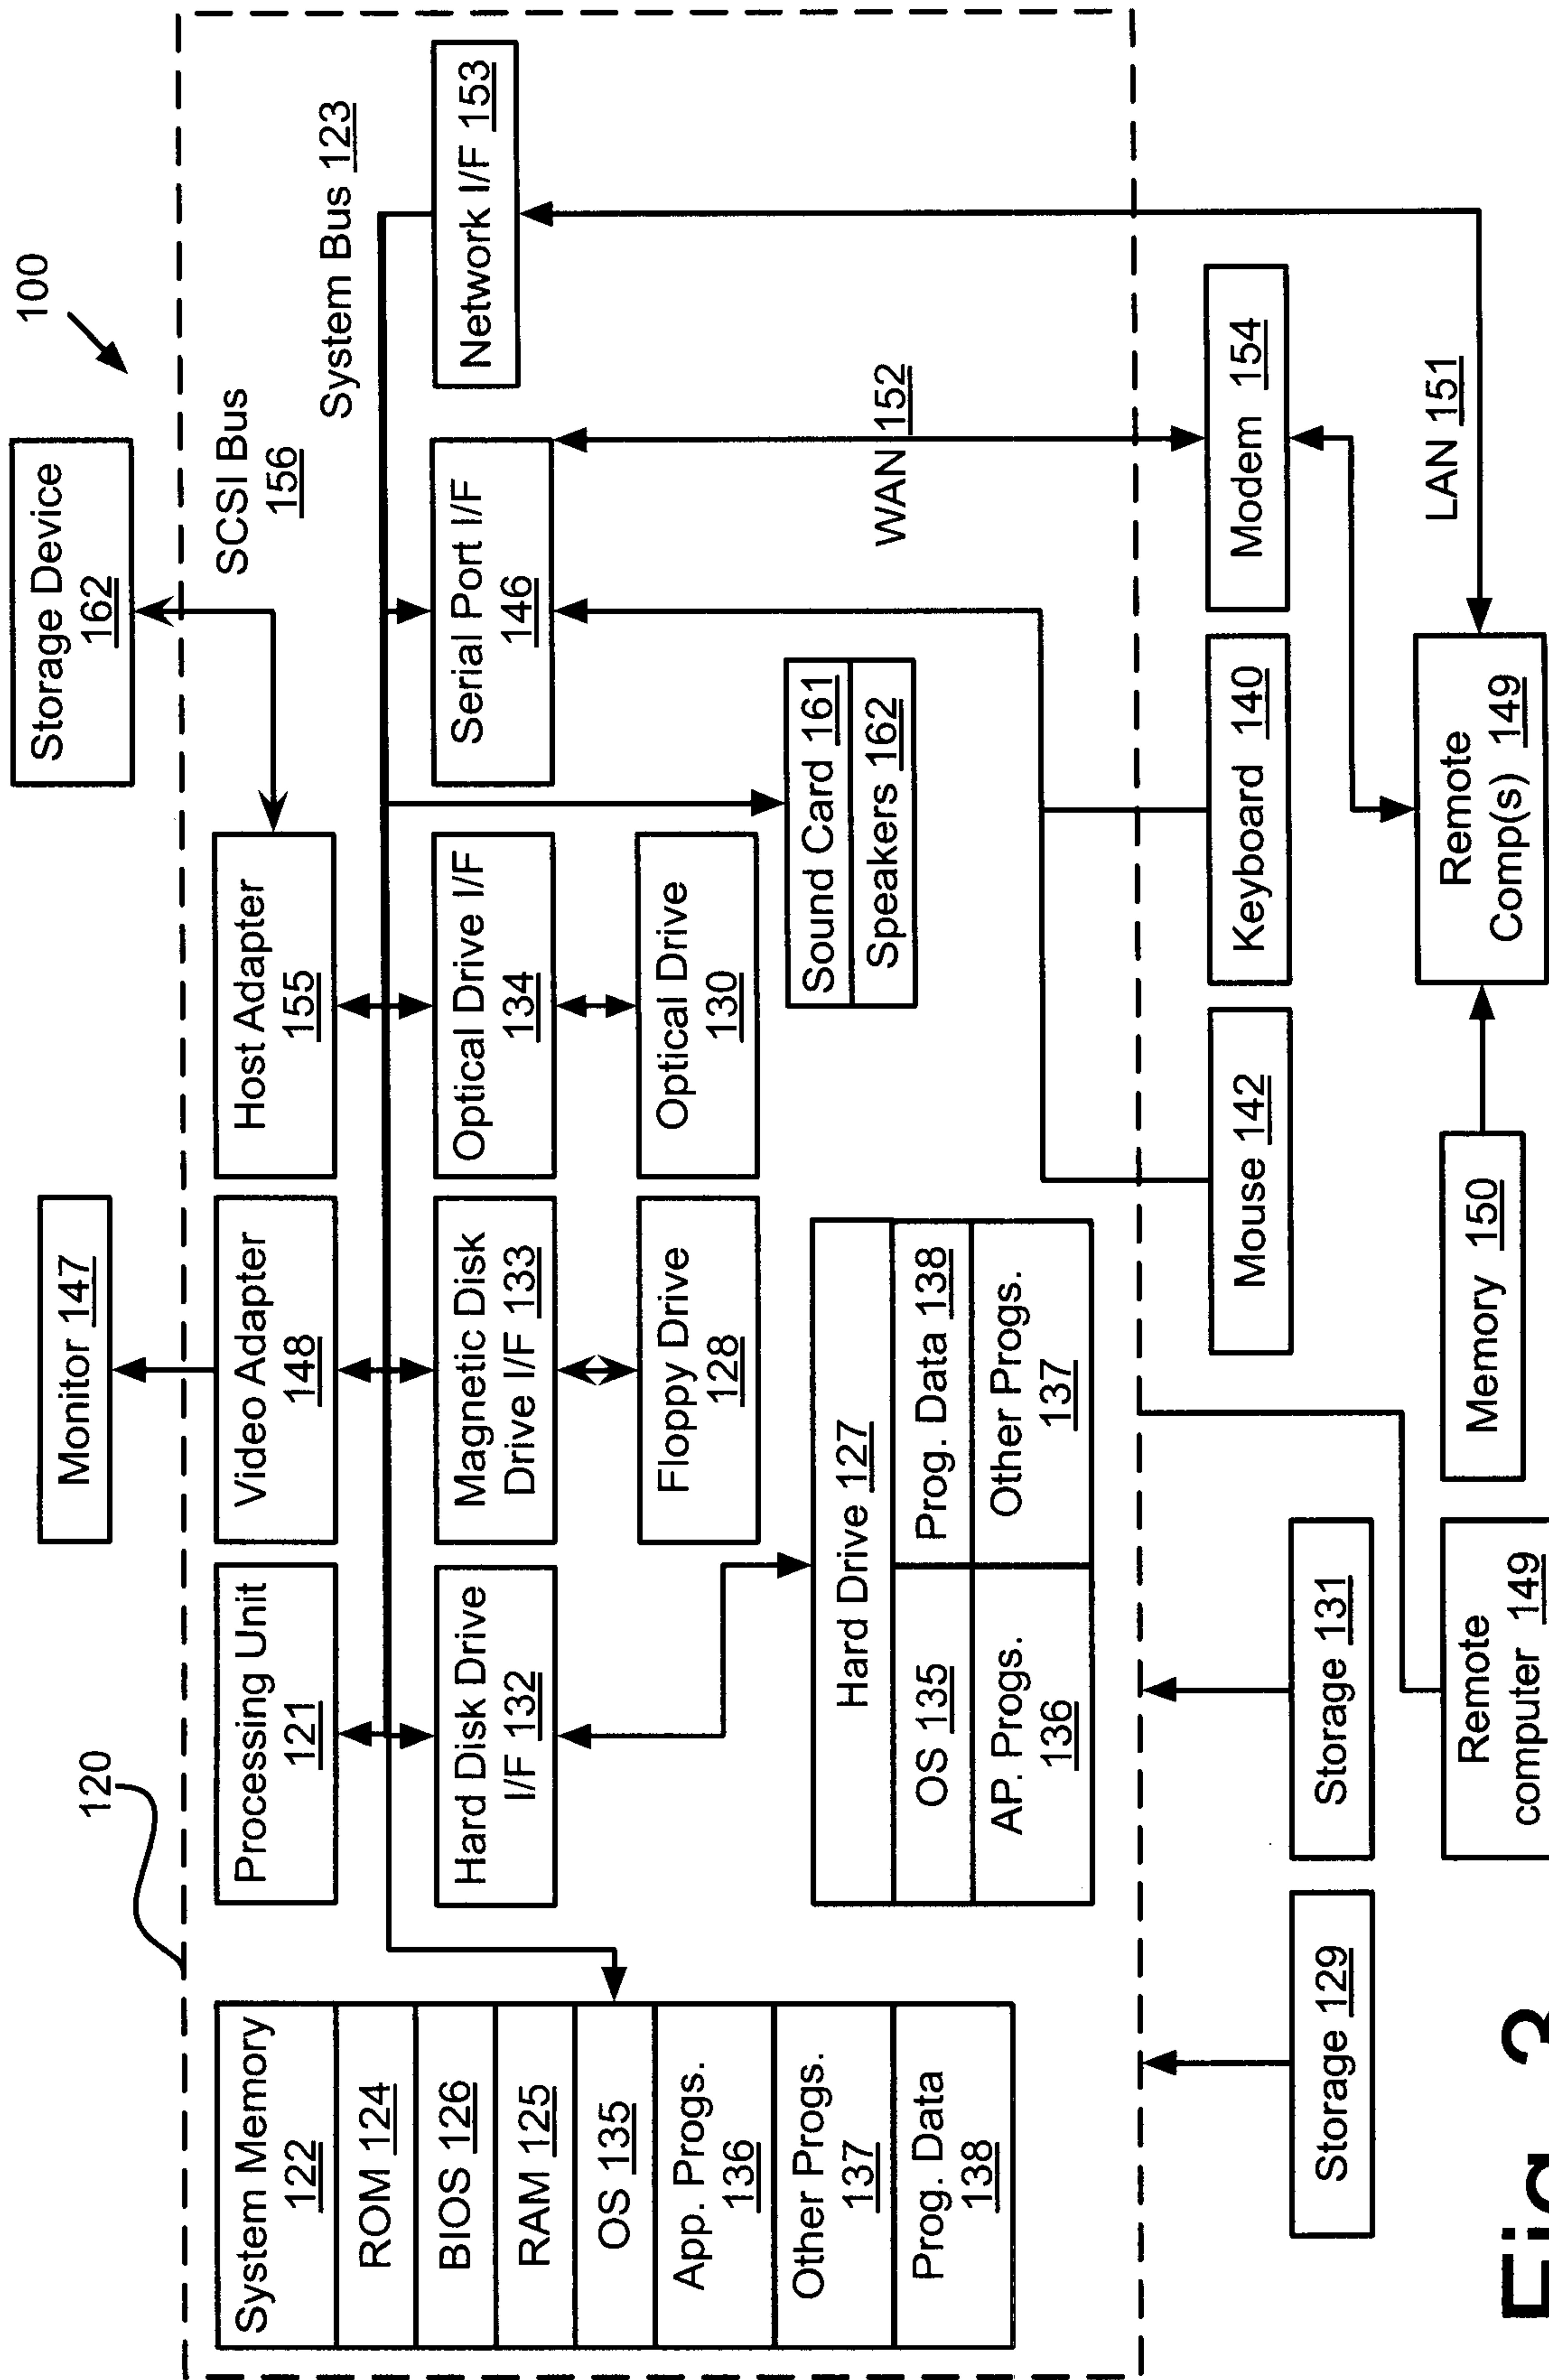 100
120
Monitor 147
Storage Device
162
System Memory
122
ROM 124
BIOS 126
RAM 125
OS 135
App. Progs.
136
Other Progs.
137
Prog. Data
138
Processing Unit
121
Video Adapter
148
Host Adapter
155
SCSI Bus
156
System Bus 123
Hard Disk Drive
I/F 132
Magnetic Disk
Drive I/F 133
Optical Drive I/F
134
Serial Port I/F
146
Network I/F 153
Floppy Drive
128
Optical Drive
130
Hard Drive 127
OS 135
Prog. Data 138
AP. Progs.
136
Other Progs.
137
Sound Card 161
Speakers 162
WAN 152
Storage 129
Storage 131
Mouse 142
Keyboard 140
Modem 154
Remote
computer 149
Memory 150
Remote
Comp(s) 149
LAN 151
Fig. 3